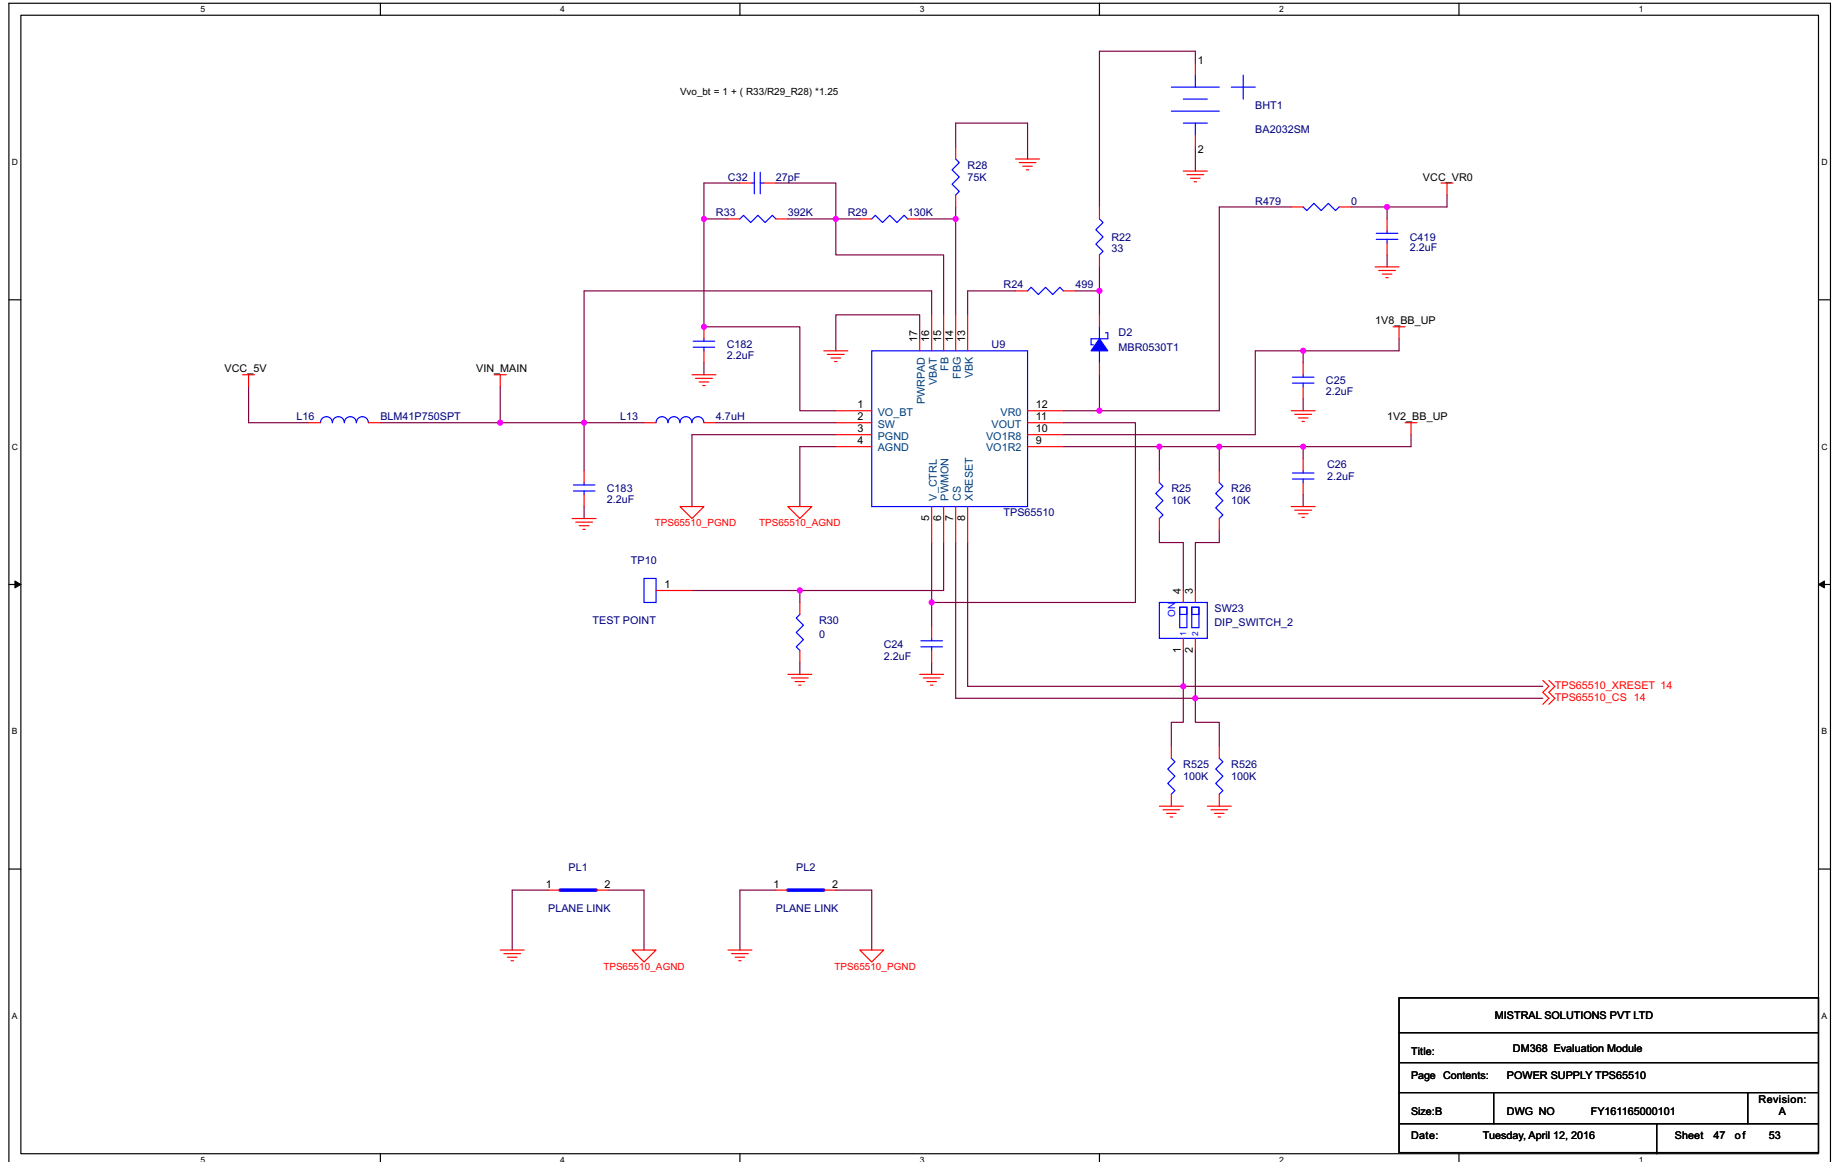 5 4 3 2 1
Vvo_bt = 1 + ( R33/R29_R28) *1.25
1
BHT1
BA2032SM
2
D D
R28
75K
C32 27pF
VCC_VR0
R33 392K R29 130K
R479 0
R22
33
C419
2.2uF
R24 499
1V8_BB_UP
17 16 15 14 13
D2
MBR0530T1
U9
C182
2.2uF
PWRPAD VBAT FB FBG VBK
VCC_5V VIN_MAIN
C25
2.2uF
L16 BLM41P750SPT L13 4.7uH
1V2_BB_UP
1 VO_BT VR0 12
2 SW VOUT 11
3 PGND VO1R8 10
4 AGND VO1R2 9
C C
V_CTRL PWMON CS XRESET
C26
2.2uF
C183
2.2uF
R25
10K
R26
10K
TPS65510
TPS65510_PGND TPS65510_AGND
5 6 7 8
TP10
1
TEST POINT
4 3
ON
1 2
SW23
DIP_SWITCH_2
R30
0
C24
2.2uF
1 2
TPS65510_XRESET 14
TPS65510_CS 14
B B
R525
100K
R526
100K
PL1
1 2
PLANE LINK
TPS65510_AGND
PL2
1 2
PLANE LINK
TPS65510_PGND
A A
MISTRAL SOLUTIONS PVT LTD
Title: DM368 Evaluation Module
Page Contents: POWER SUPPLY TPS65510
Size:B DWG NO FY161165000101 Revision: A
Date: Tuesday, April 12, 2016 Sheet 47 of 53
5 4 3 2 1